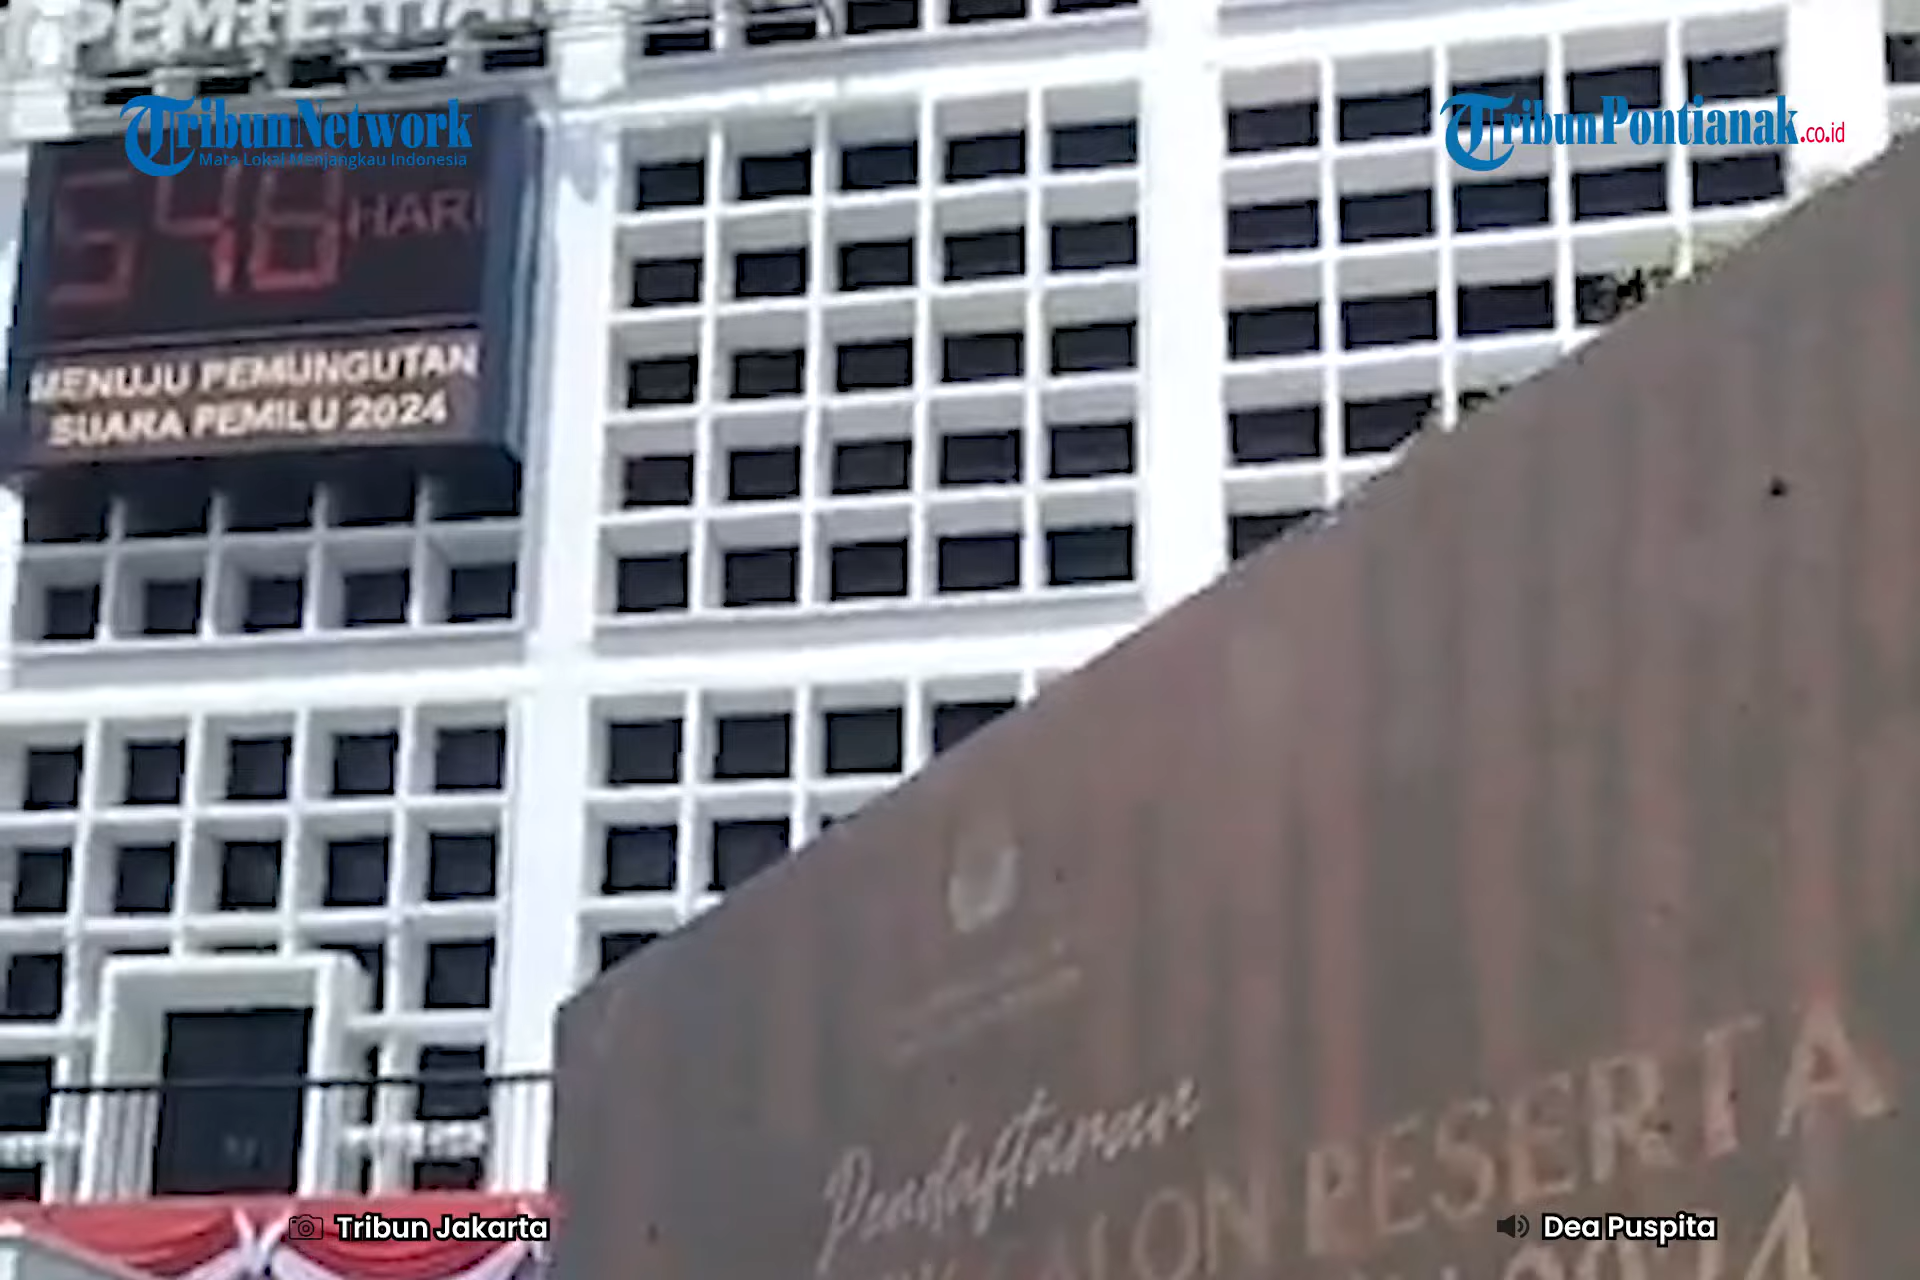 TribunNetwork
Mata Lokal Menjangkau Indonesia
TribunPontianak.co.id
548 HARI
MENUJU PEMUNGUTAN
SUARA PEMILU 2024
Pendaftaran
PESERTA
2024
Tribun Jakarta
Dea Puspita